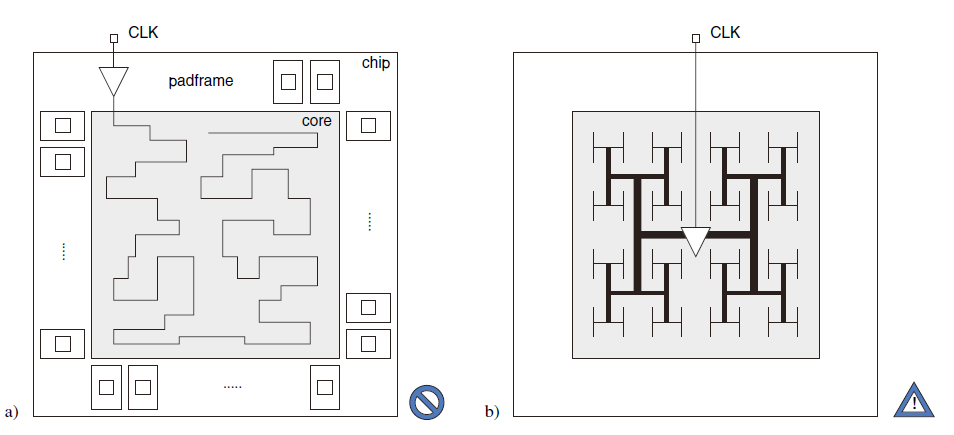 CLK
chip
padframe
core
......
......
.....
a)
CLK
b)
!